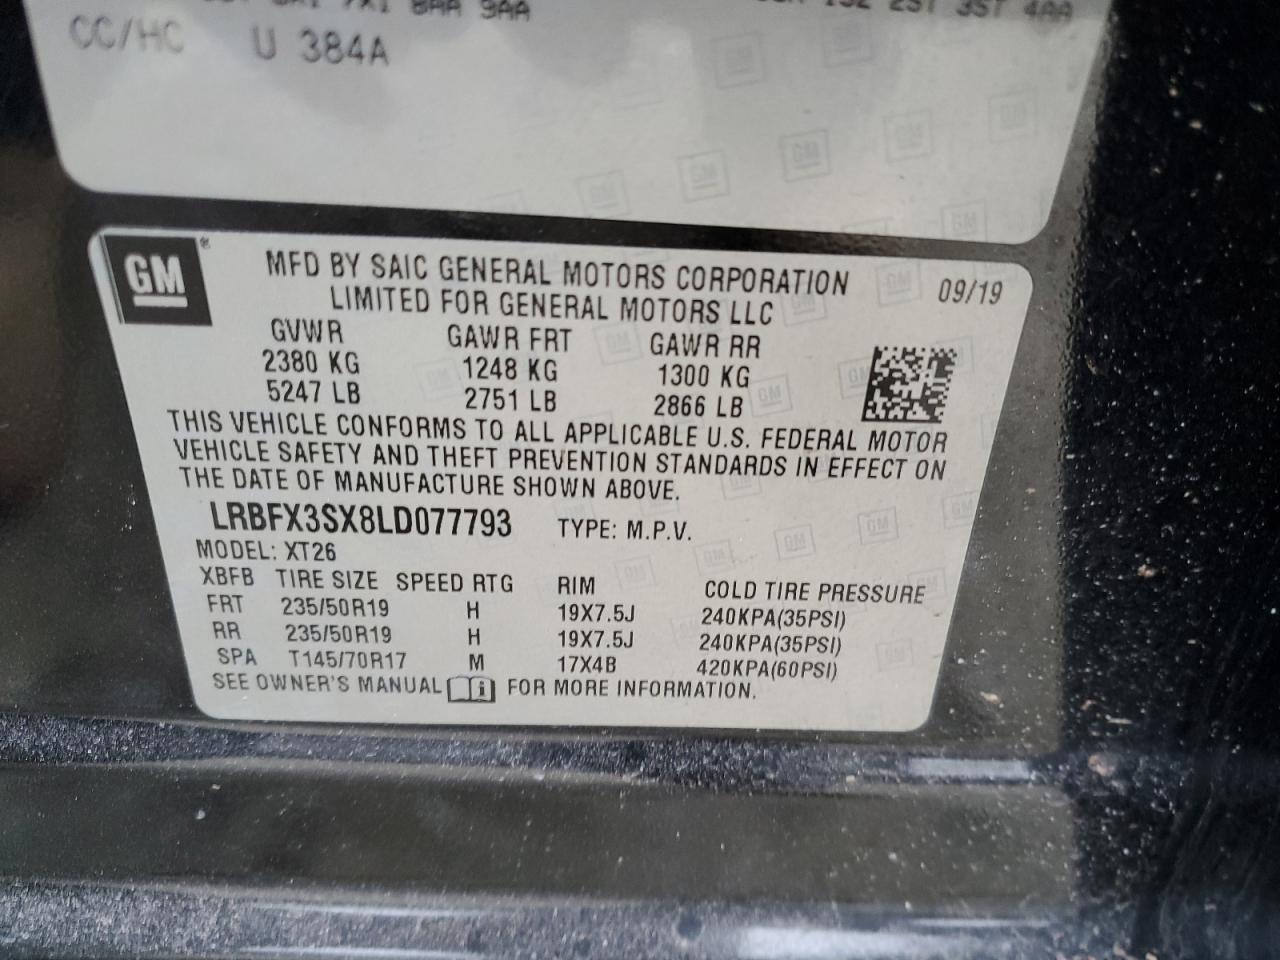 8AA 9AA
2ST 3ST 4AA
CC/HC U 384A
GM®
MFD BY SAIC GENERAL MOTORS CORPORATION
LIMITED FOR GENERAL MOTORS LLC
09/19
GVWR GAWR FRT GAWR RR
2380 KG 1248 KG 1300 KG
5247 LB 2751 LB 2866 LB
THIS VEHICLE CONFORMS TO ALL APPLICABLE U.S. FEDERAL MOTOR
VEHICLE SAFETY AND THEFT PREVENTION STANDARDS IN EFFECT ON
THE DATE OF MANUFACTURE SHOWN ABOVE.
LRBFX3SX8LD077793 TYPE: M.P.V.
MODEL: XT26
XBFB TIRE SIZE SPEED RTG RIM COLD TIRE PRESSURE
FRT 235/50R19 H 19X7.5J 240KPA(35PSI)
RR 235/50R19 H 19X7.5J 240KPA(35PSI)
SPA T145/70R17 M 17X4B 420KPA(60PSI)
SEE OWNER'S MANUAL FOR MORE INFORMATION.